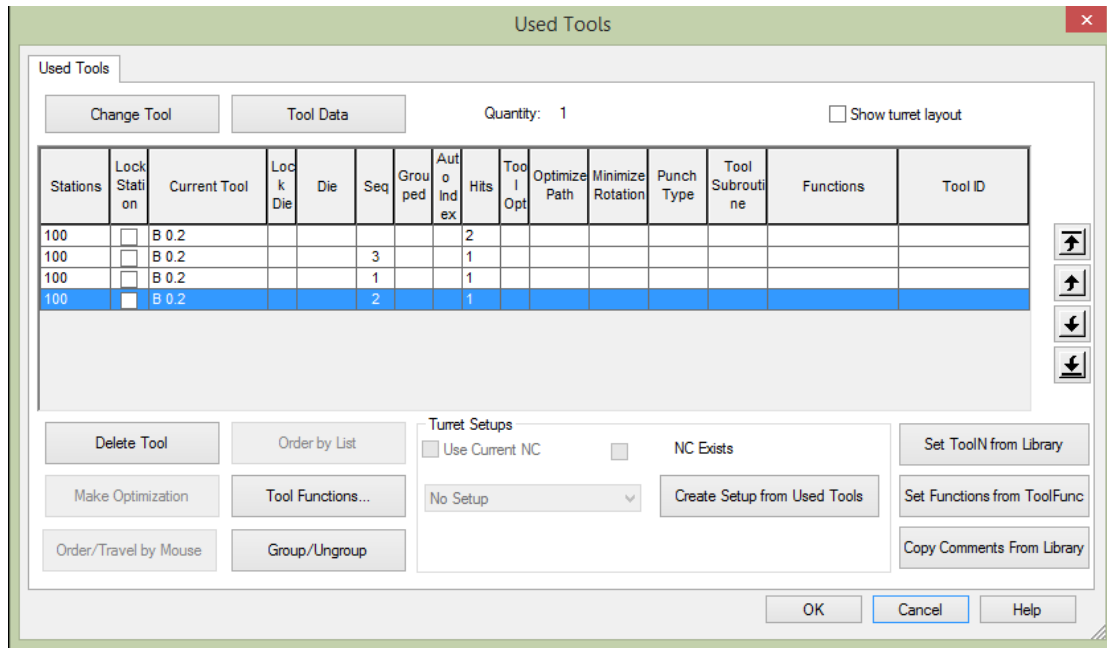 Used Tools
Used Tools
Change Tool Tool Data Quantity: 1 Show turret layout
Stations Lock Stati on Current Tool Loc k Die Die Seq Grou ped Aut o Ind ex Hits Too l Opt Optimize Path Minimize Rotation Punch Type Tool Subrouti ne Functions Tool ID
100 B 0.2 2
100 B 0.2 3 1
100 B 0.2 1 1
100 B 0.2 2 1
Turret Setups
Delete Tool Order by List Use Current NC NC Exists Set ToolN from Library
Make Optimization Tool Functions... No Setup Create Setup from Used Tools Set Functions from ToolFunc
Order/Travel by Mouse Group/Ungroup Copy Comments From Library
OK Cancel Help